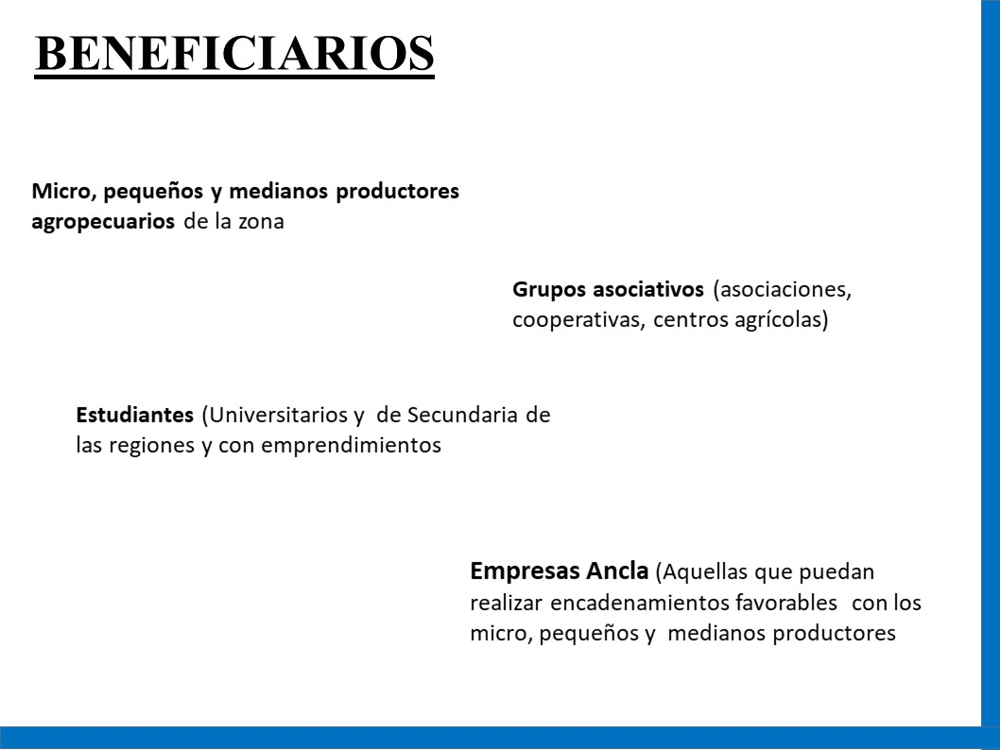 BENEFICIARIOS
Micro, pequeños y medianos productores
agropecuarios de la zona
Grupos asociativos (asociaciones,
cooperativas, centros agrícolas)
Estudiantes (Universitarios y de Secundaria de
las regiones y con emprendimientos
Empresas Ancla (Aquellas que puedan
realizar encadenamientos favorables con los
micro, pequeños y medianos productores